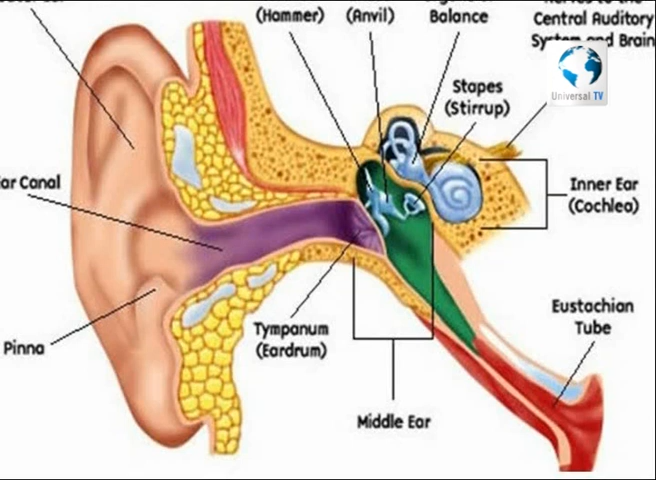 (Hammer)
(Anvil)
Balance
Central Auditory
System and Brain
Universal TV
Stapes
(Stirrup)
Ear Canal
Inner Ear
(Cochlea)
Eustachian
Tube
Tympanum
(Eardrum)
Pinna
Middle Ear